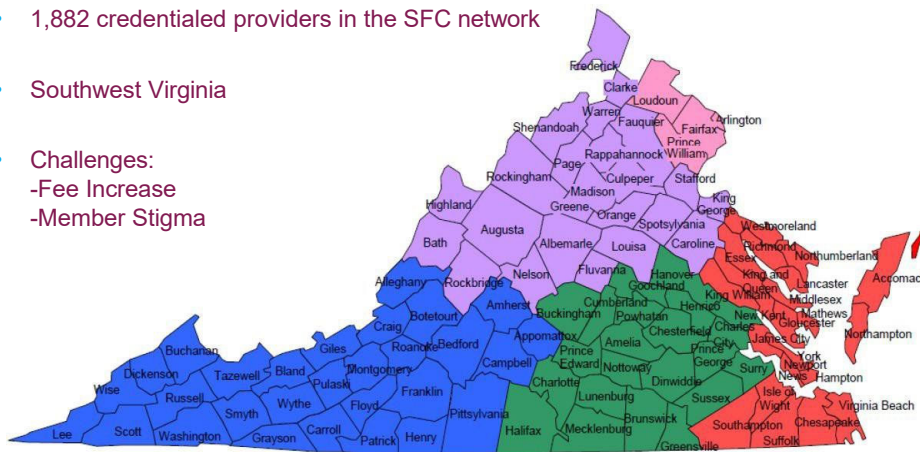 • 1,882 credentialed providers in the SFC network
• Southwest Virginia
• Challenges:
-Fee Increase
-Member Stigma
Frederick
Clarke
Loudoun
Warren
Fauquier
Arlington
Fairfax
Shenandoah
Prince
William
Rappahannock
Page
Rockingham
Culpeper
Stafford
Madison
Greene
King
George
Highland
Orange
Spotsylvania
Westmoreland
Augusta
Richmond
Northumberland
Bath
Albemarle
Louisa
Caroline
Essex
Accomac
Nelson
Fluvanna
Hanover
King and
Queen
Lancaster
Alleghany
Rockbridge
Goochland
Middlesex
Botetourt
Amherst
Cumberland
Henrico
King William
Mathews
Buckingham
Powhatan
New
Kent
Gloucester
Craig
Chesterfield
Charles
City
James City
Northampton
Appomattox
Roanoke
Bedford
Amelia
Giles
Prince
Edward
Prince
George
York
Buchanan
Montgomery
Campbell
Nottoway
Surry
Newport
News
Hampton
Dickenson
Tazewell
Bland
Pulaski
Charlotte
Dinwiddie
Isle of
Wight
Wise
Russell
Wythe
Floyd
Franklin
Lunenburg
Sussex
Virginia Beach
Smyth
Pittsylvania
Brunswick
Southampton
Chesapeake
Lee
Scott
Washington
Grayson
Carroll
Patrick
Henry
Halifax
Mecklenburg
Greensville
Suffolk